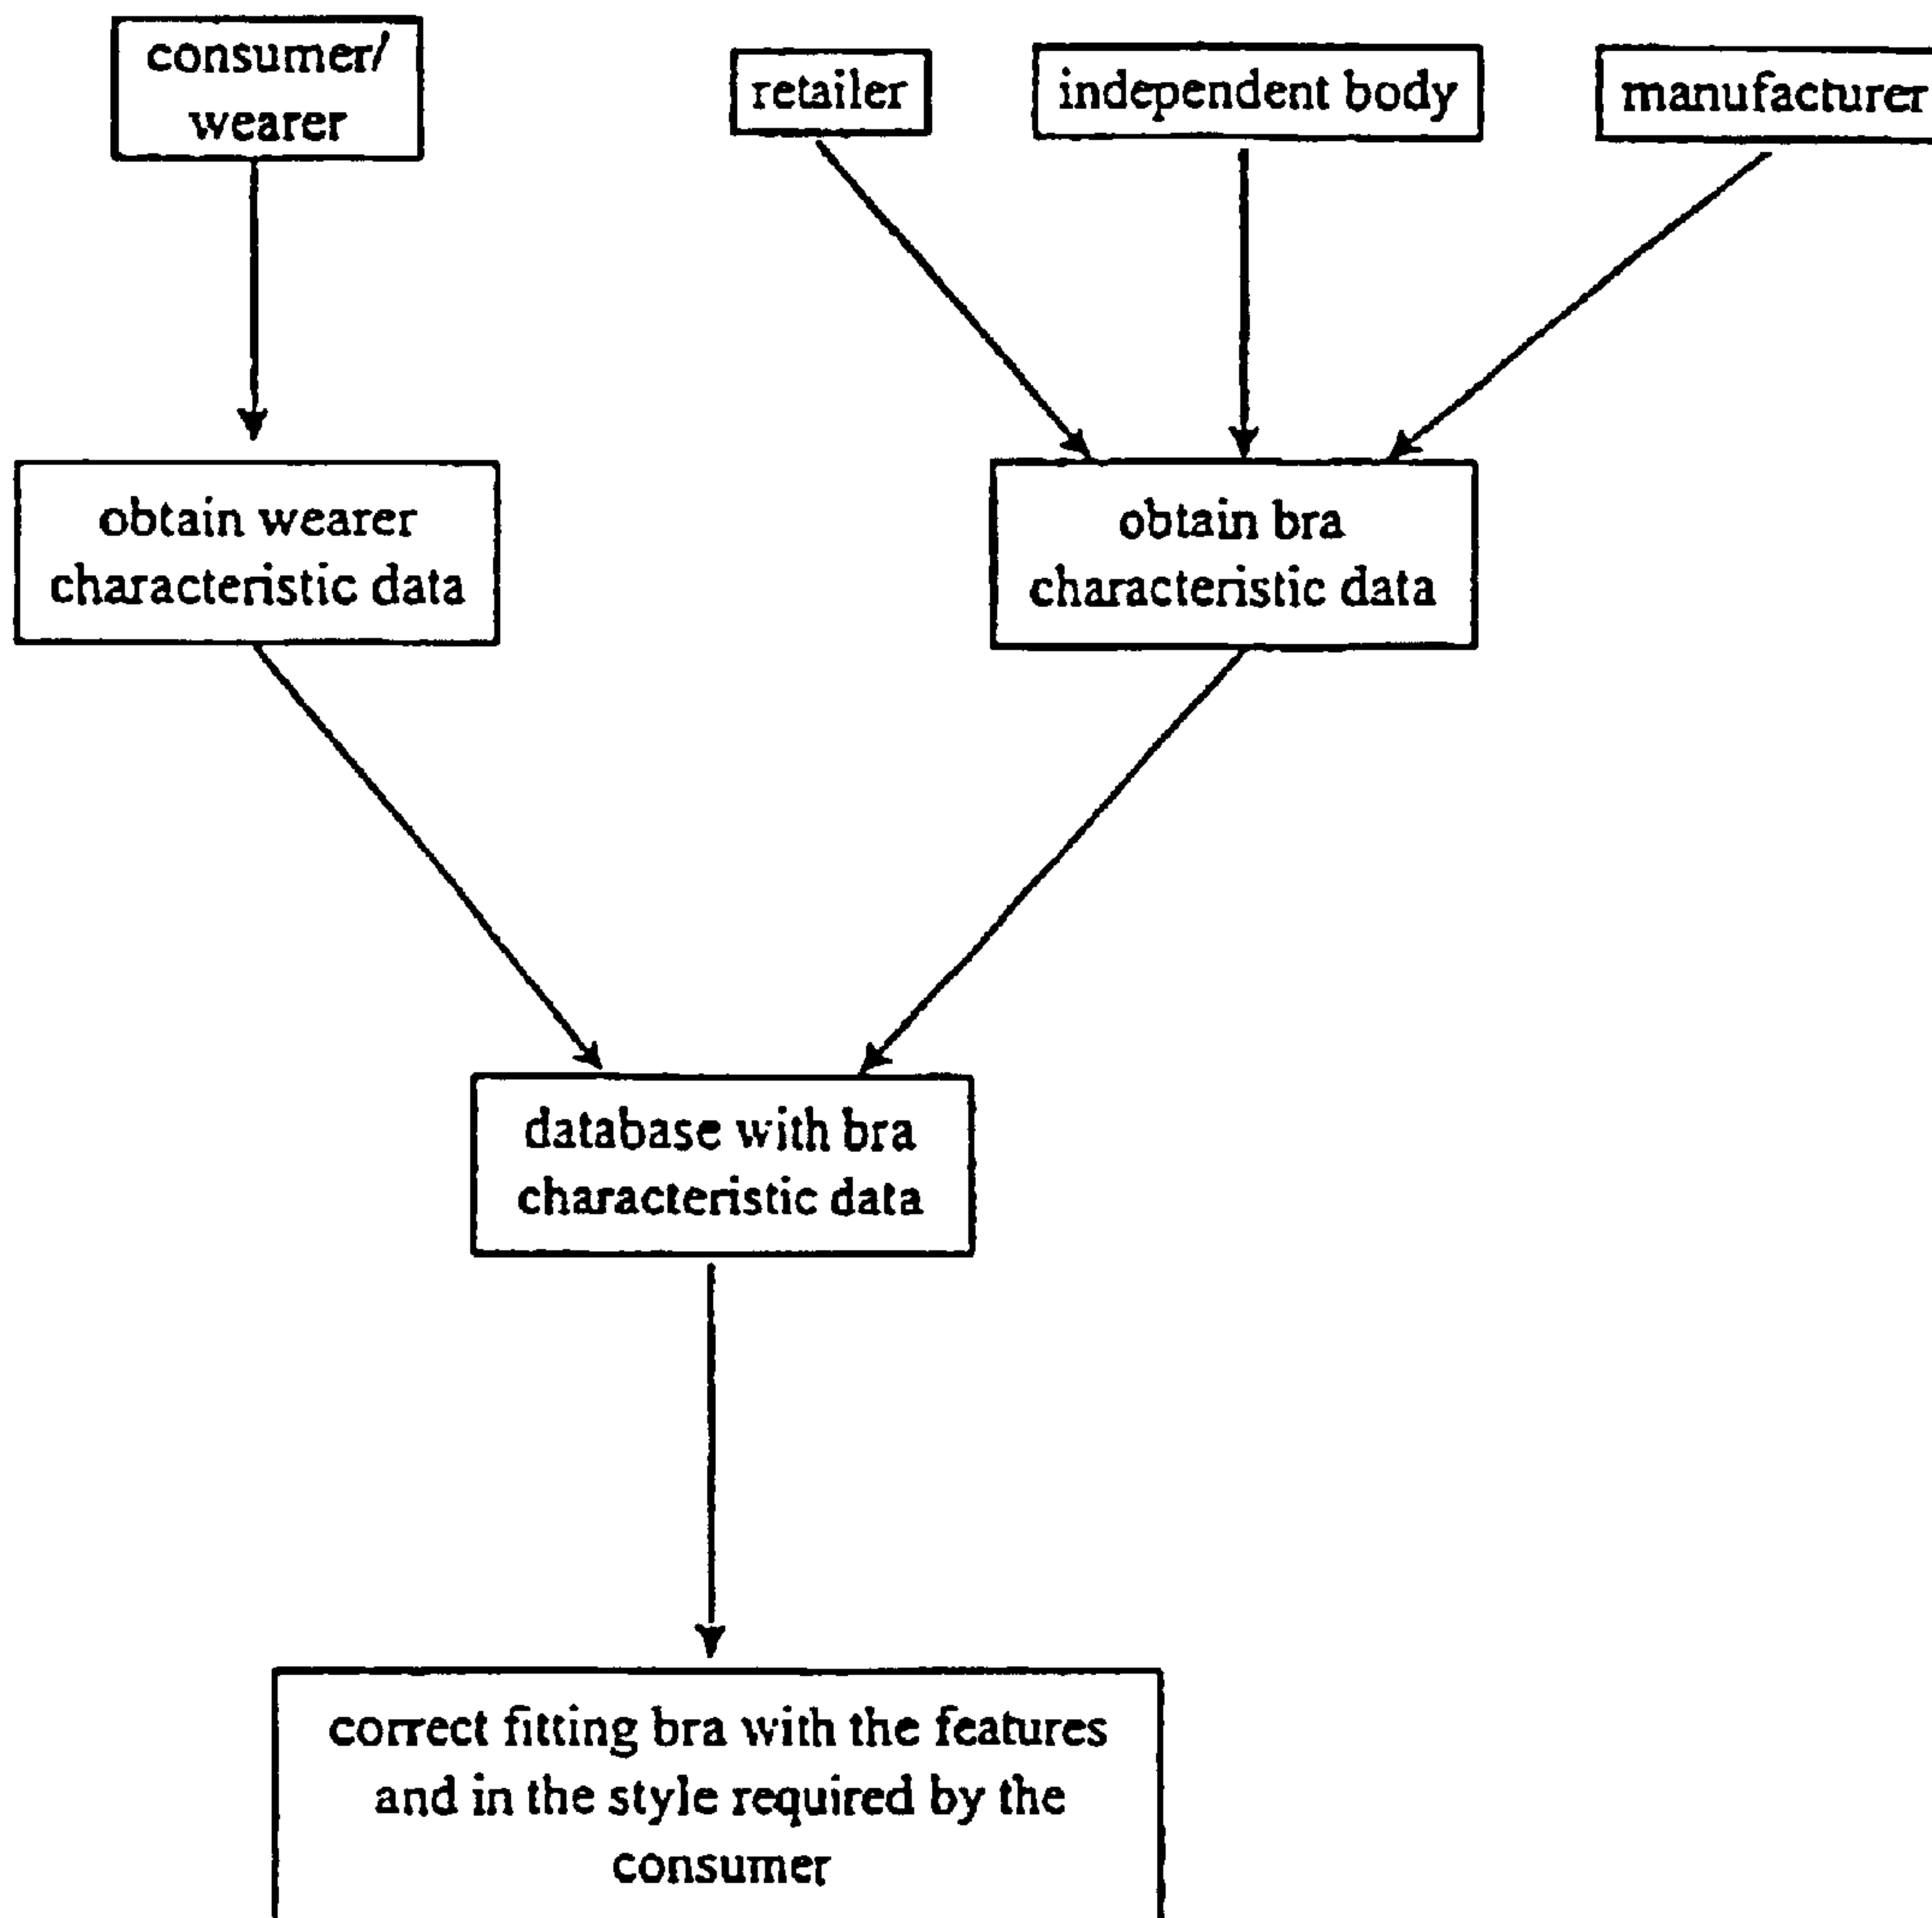 consumer/
wearer
retailer
independent body
manufacturer
obtain wearer
characteristic data
obtain bra
characteristic data
database with bra
characteristic data
correct fitting bra with the features
and in the style required by the
consumer